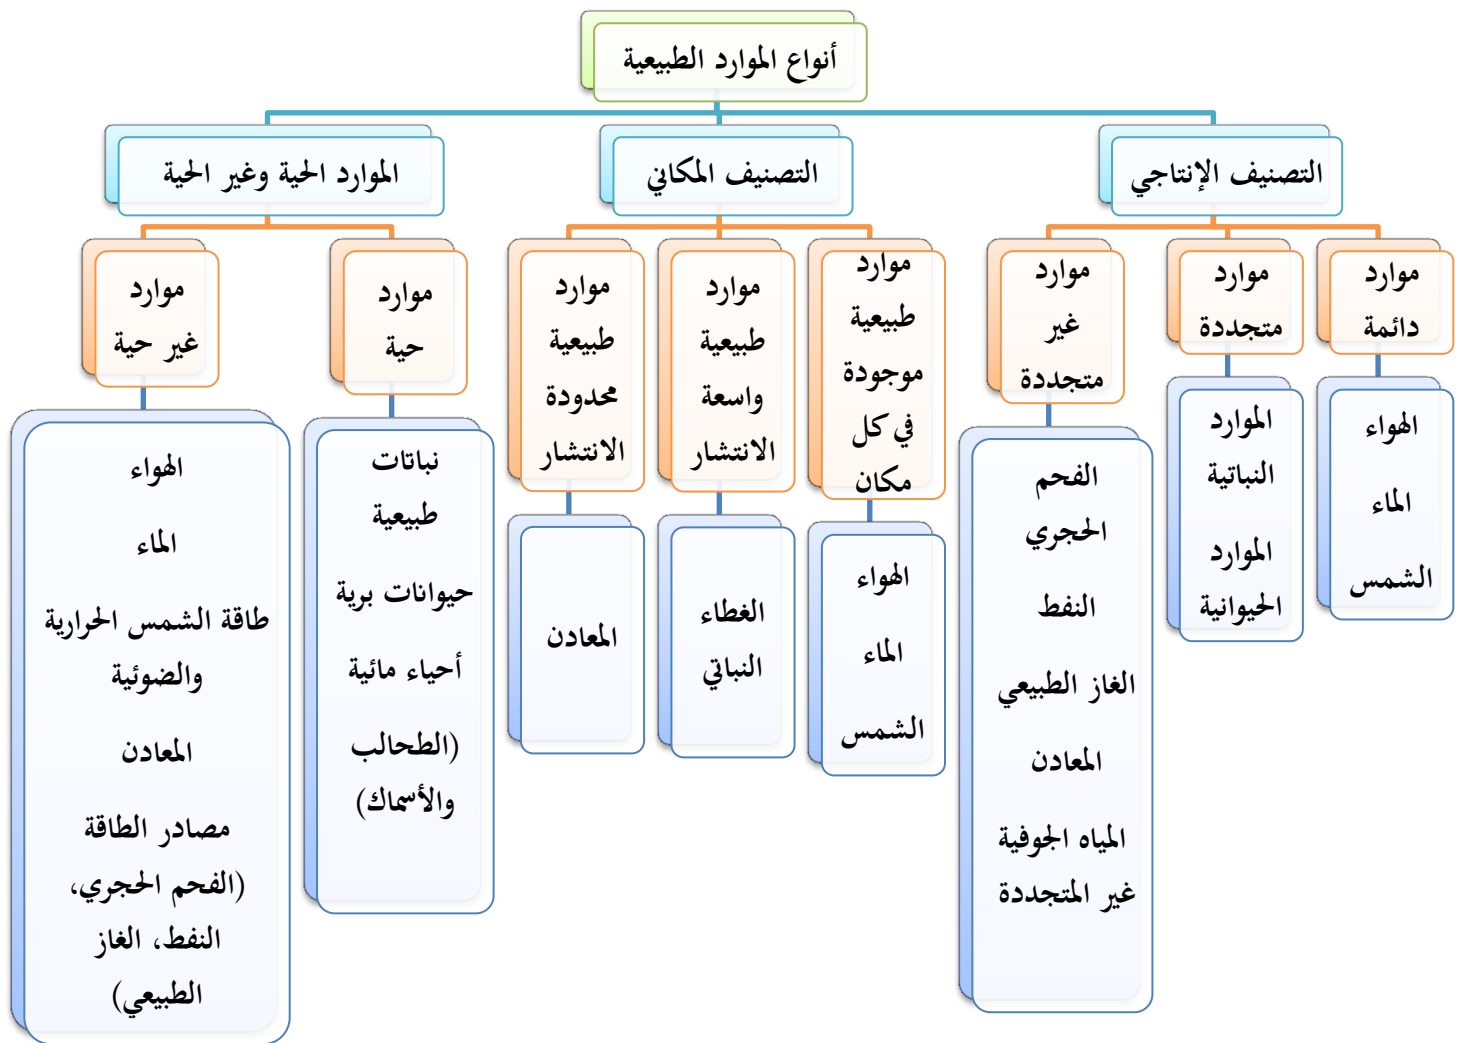 أنواع الموارد الطبيعية
التصنيف الإنتاجي
التصنيف المكاني
الموارد الحية وغير الحية
موارد
دائمة
الهواء
الماء
الشمس
موارد
متجددة
الموارد
النباتية
الموارد
الحيوانية
موارد
غير
متجددة
الفحم
الحجري
النفط
الغاز الطبيعي
المعادن
المياه الجوفية
غير المتجددة
موارد
طبيعية
موجودة
في كل
مكان
الهواء
الماء
الشمس
موارد
طبيعية
واسعة
الانتشار
الغطاء
النباتي
موارد
طبيعية
محدودة
الانتشار
المعادن
موارد
حية
نباتات
طبيعية
حيوانات برية
أحياء مائية
(الطحالب
والأسماك)
موارد
غير حية
الهواء
الماء
طاقة الشمس الحرارية
والضوئية
المعادن
مصادر الطاقة
(الفحم الحجري،
النفط، الغاز
الطبيعي)